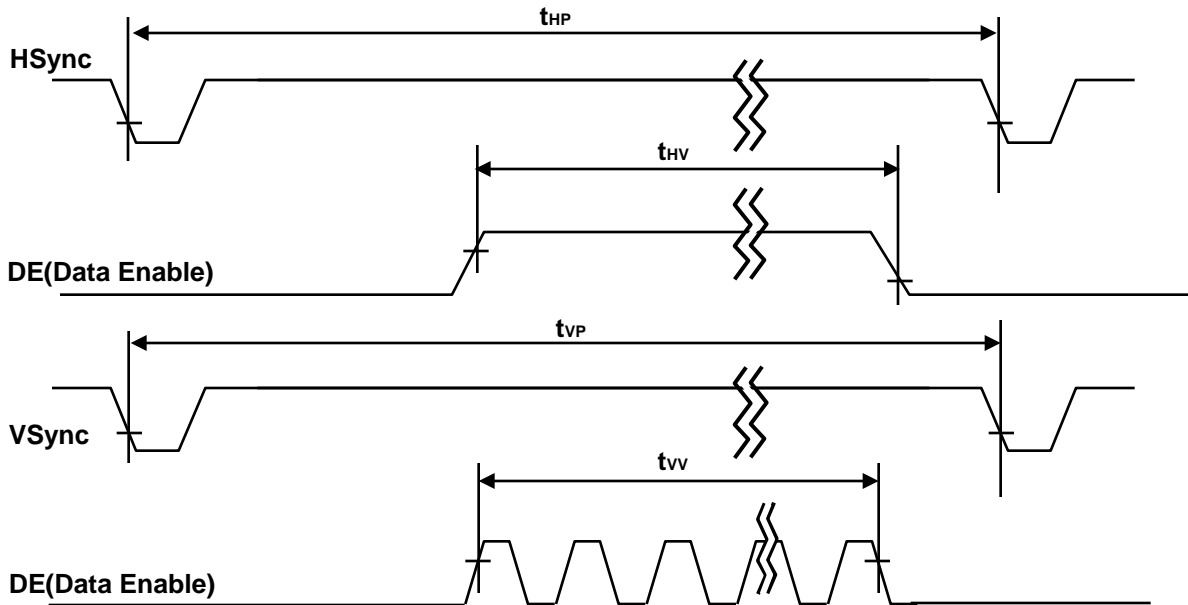 tHP
HSync
tHV
DE(Data Enable)
tVP
VSync
tVV
DE(Data Enable)